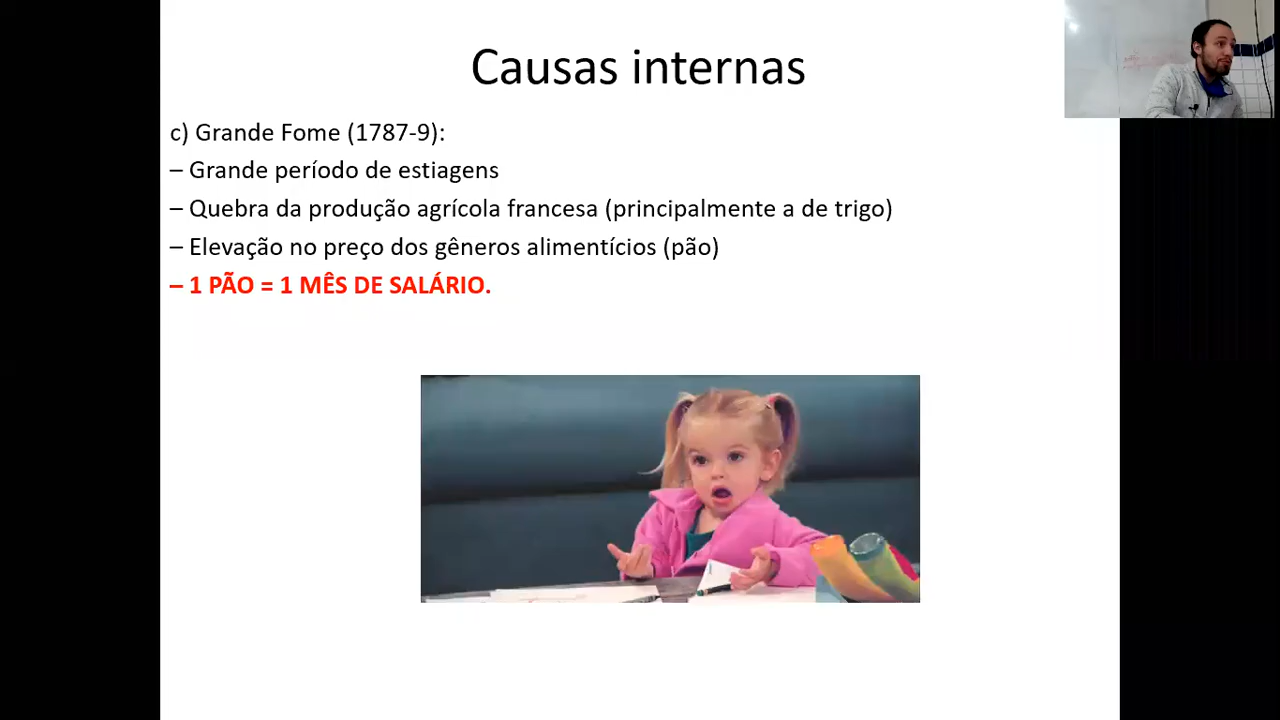 Causas internas
c) Grande Fome (1787-9):
– Grande período de estiagens
– Quebra da produção agrícola francesa (principalmente a de trigo)
– Elevação no preço dos gêneros alimentícios (pão)
– 1 PÃO = 1 MÊS DE SALÁRIO.